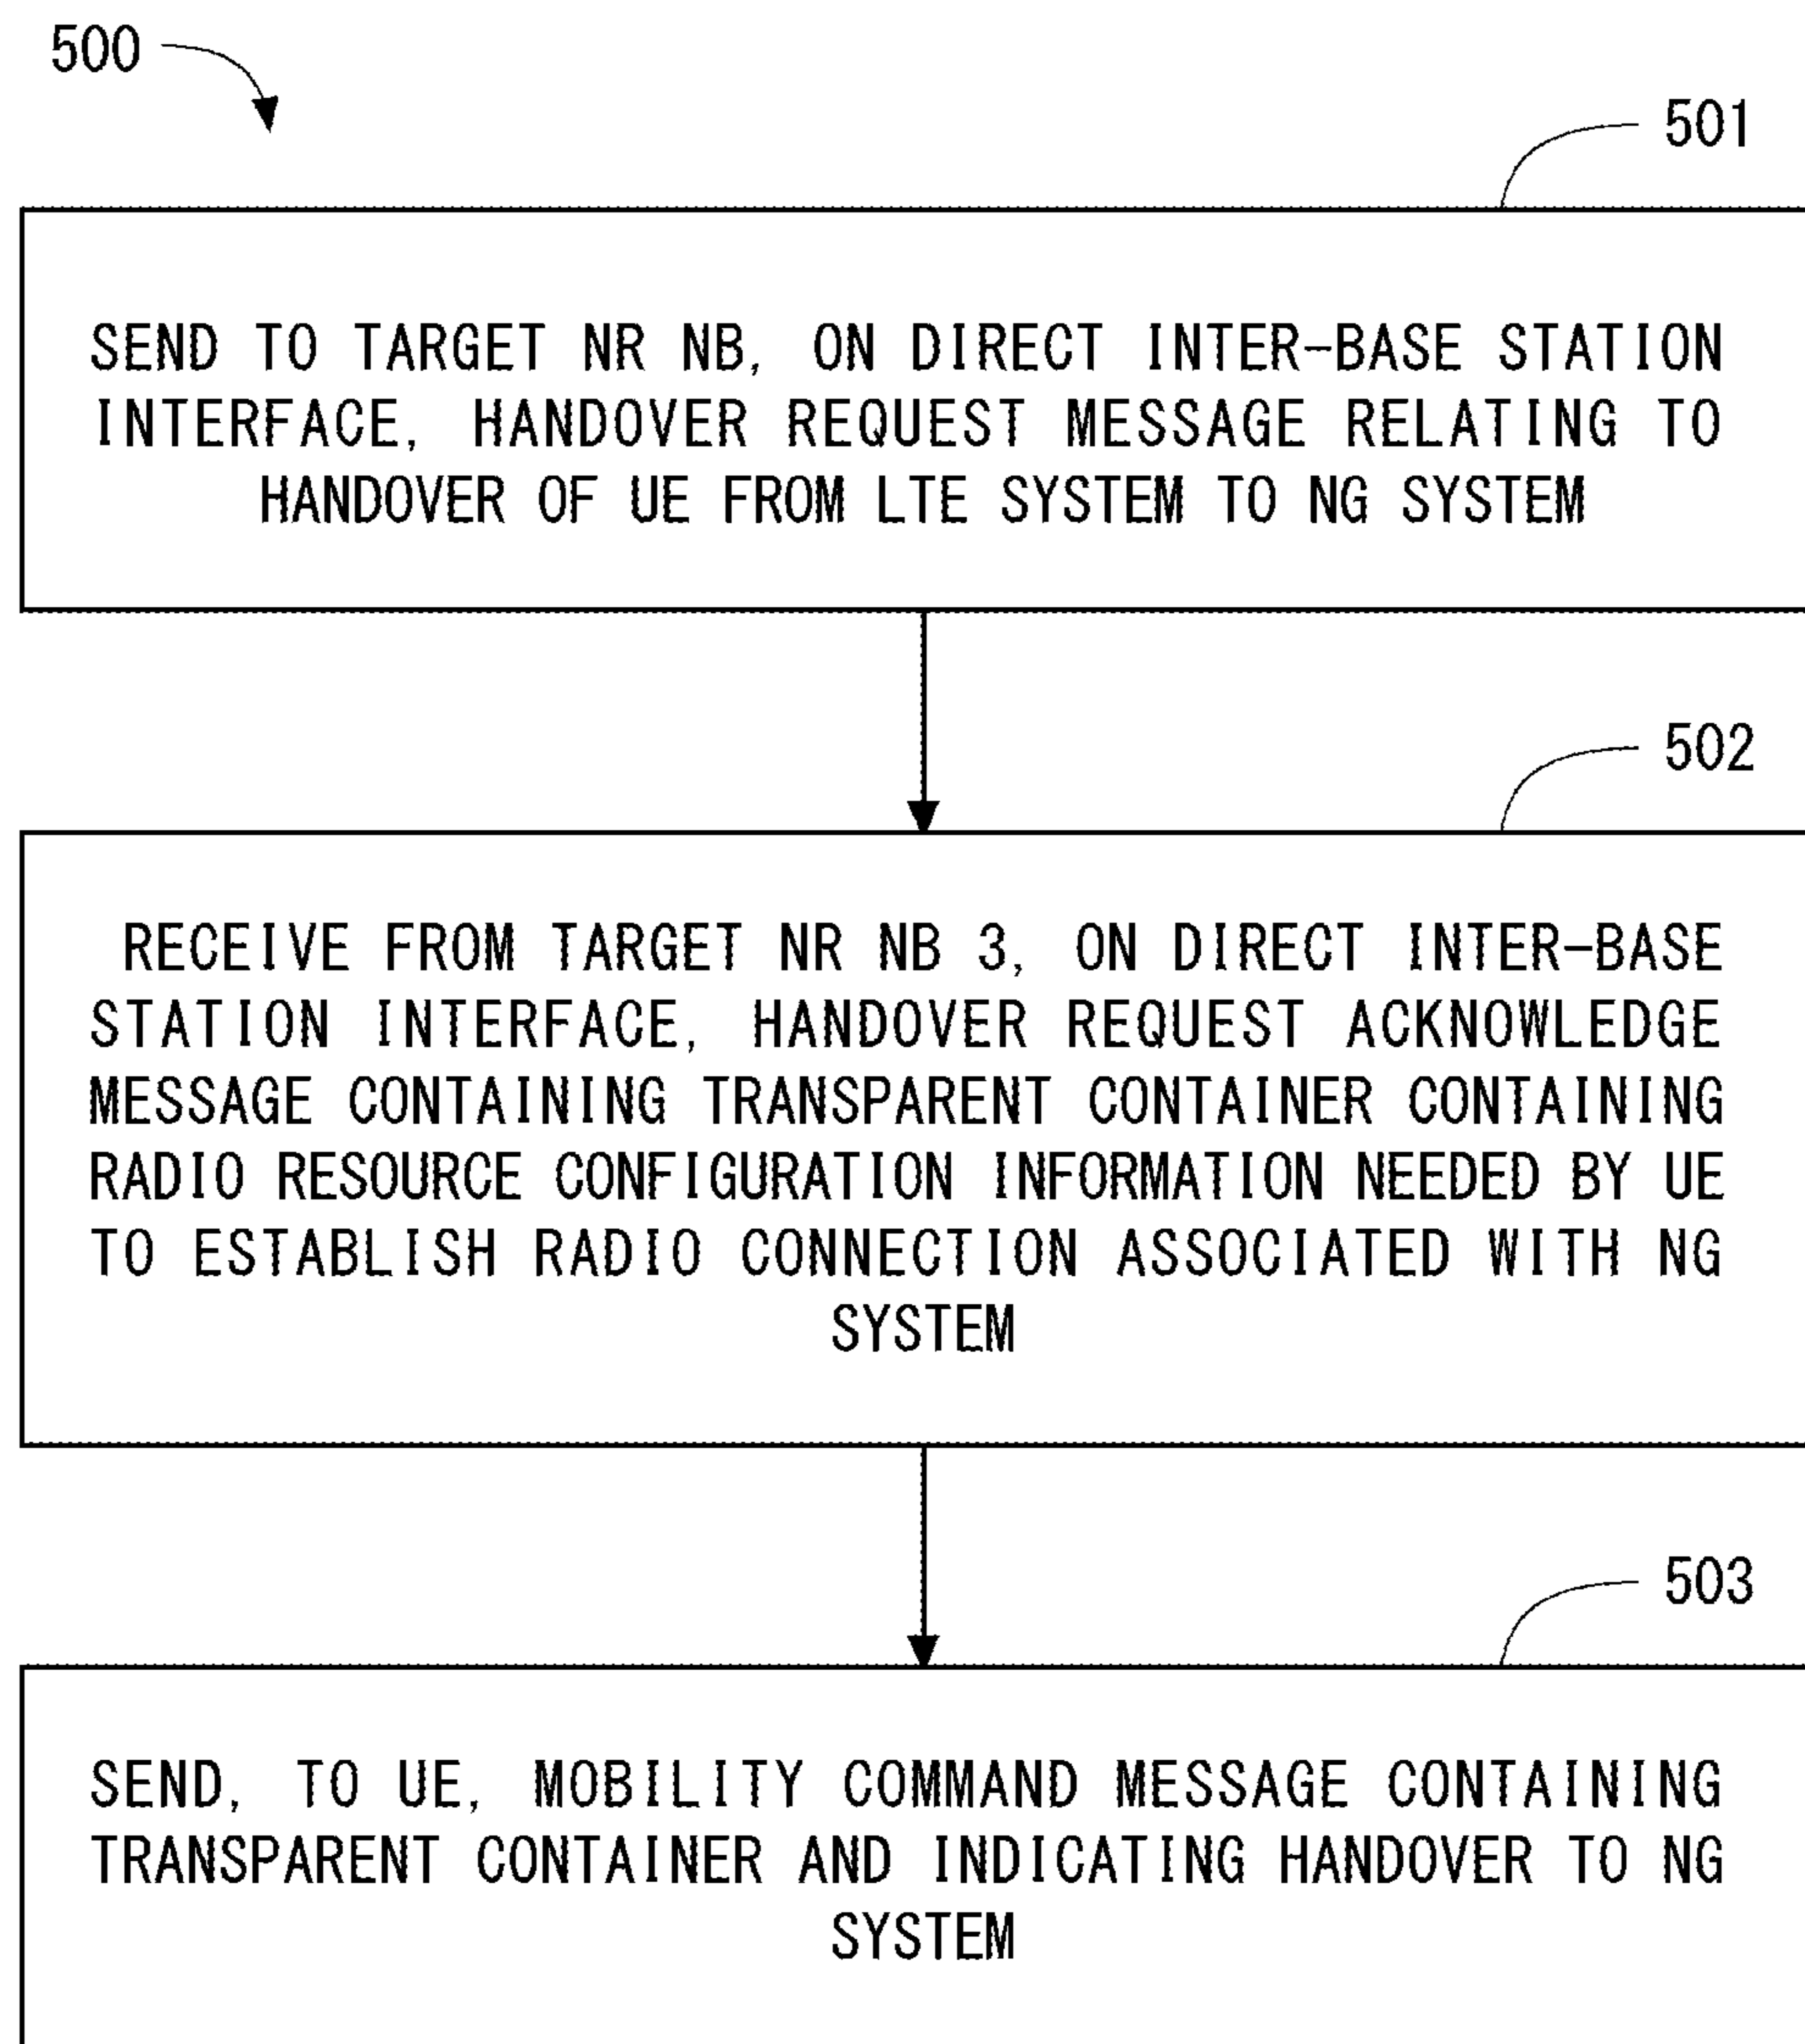 500
501
SEND TO TARGET NR NB, ON DIRECT INTER-BASE STATION
INTERFACE, HANDOVER REQUEST MESSAGE RELATING TO
HANDOVER OF UE FROM LTE SYSTEM TO NG SYSTEM
502
RECEIVE FROM TARGET NR NB 3, ON DIRECT INTER-BASE
STATION INTERFACE, HANDOVER REQUEST ACKNOWLEDGE
MESSAGE CONTAINING TRANSPARENT CONTAINER CONTAINING
RADIO RESOURCE CONFIGURATION INFORMATION NEEDED BY UE
TO ESTABLISH RADIO CONNECTION ASSOCIATED WITH NG
SYSTEM
503
SEND, TO UE, MOBILITY COMMAND MESSAGE CONTAINING
TRANSPARENT CONTAINER AND INDICATING HANDOVER TO NG
SYSTEM